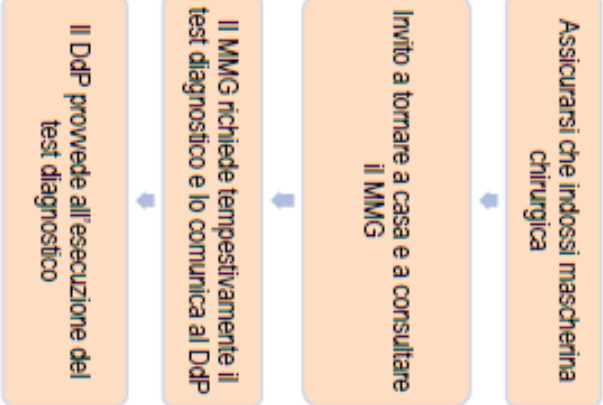 Assicurarsi che indossi mascherina
chirurgica
Invito a tornare a casa e a consultare
il MMG
Il MMG richiede tempestivamente il
test diagnostico e lo comunica al DdP
Il DdP provvede all'esecuzione del
test diagnostico